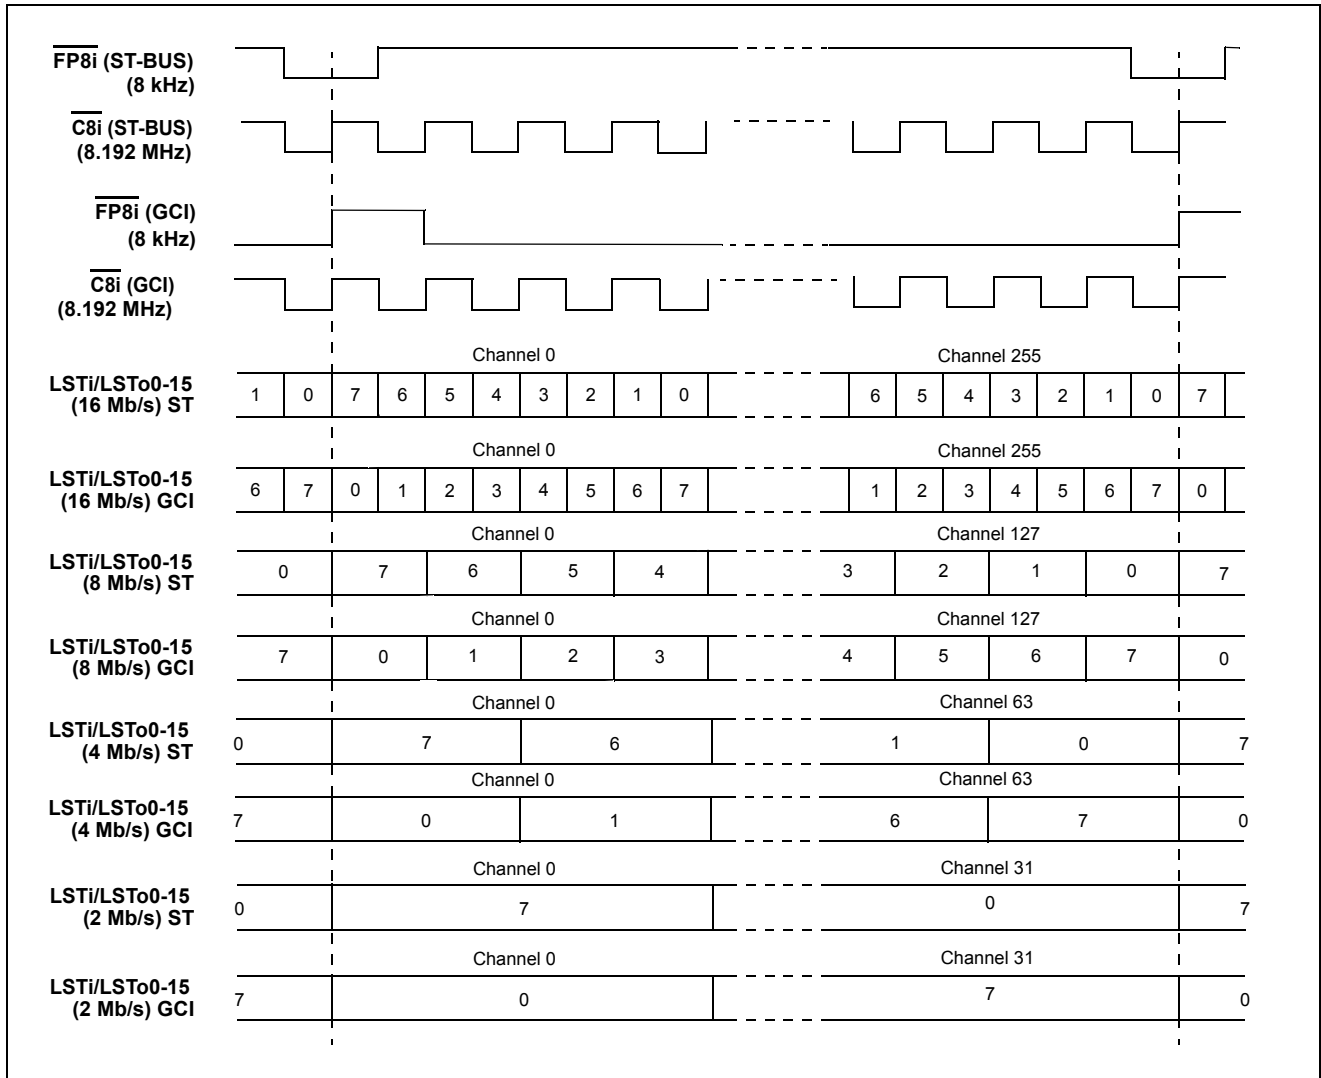 FP8i (ST-BUS)
(8 kHz)
C8i (ST-BUS)
(8.192 MHz)
FP8i (GCI)
(8 kHz)
C8i (GCI)
(8.192 MHz)
Channel 0 Channel 255
LSTi/LSTo0-15
(16 Mb/s) ST
1 0 7 6 5 4 3 2 1 0 6 5 4 3 2 1 0 7
Channel 0 Channel 255
LSTi/LSTo0-15
(16 Mb/s) GCI
6 7 0 1 2 3 4 5 6 7 1 2 3 4 5 6 7 0
Channel 0 Channel 127
LSTi/LSTo0-15
(8 Mb/s) ST
0 7 6 5 4 3 2 1 0 7
Channel 0 Channel 127
LSTi/LSTo0-15
(8 Mb/s) GCI
7 0 1 2 3 4 5 6 7 0
Channel 0 Channel 63
LSTi/LSTo0-15
(4 Mb/s) ST
0 7 6 1 0 7
Channel 0 Channel 63
LSTi/LSTo0-15
(4 Mb/s) GCI
7 0 1 6 7 0
Channel 0 Channel 31
LSTi/LSTo0-15
(2 Mb/s) ST
0 7 0 7
Channel 0 Channel 31
LSTi/LSTo0-15
(2 Mb/s) GCI
7 0 7 0